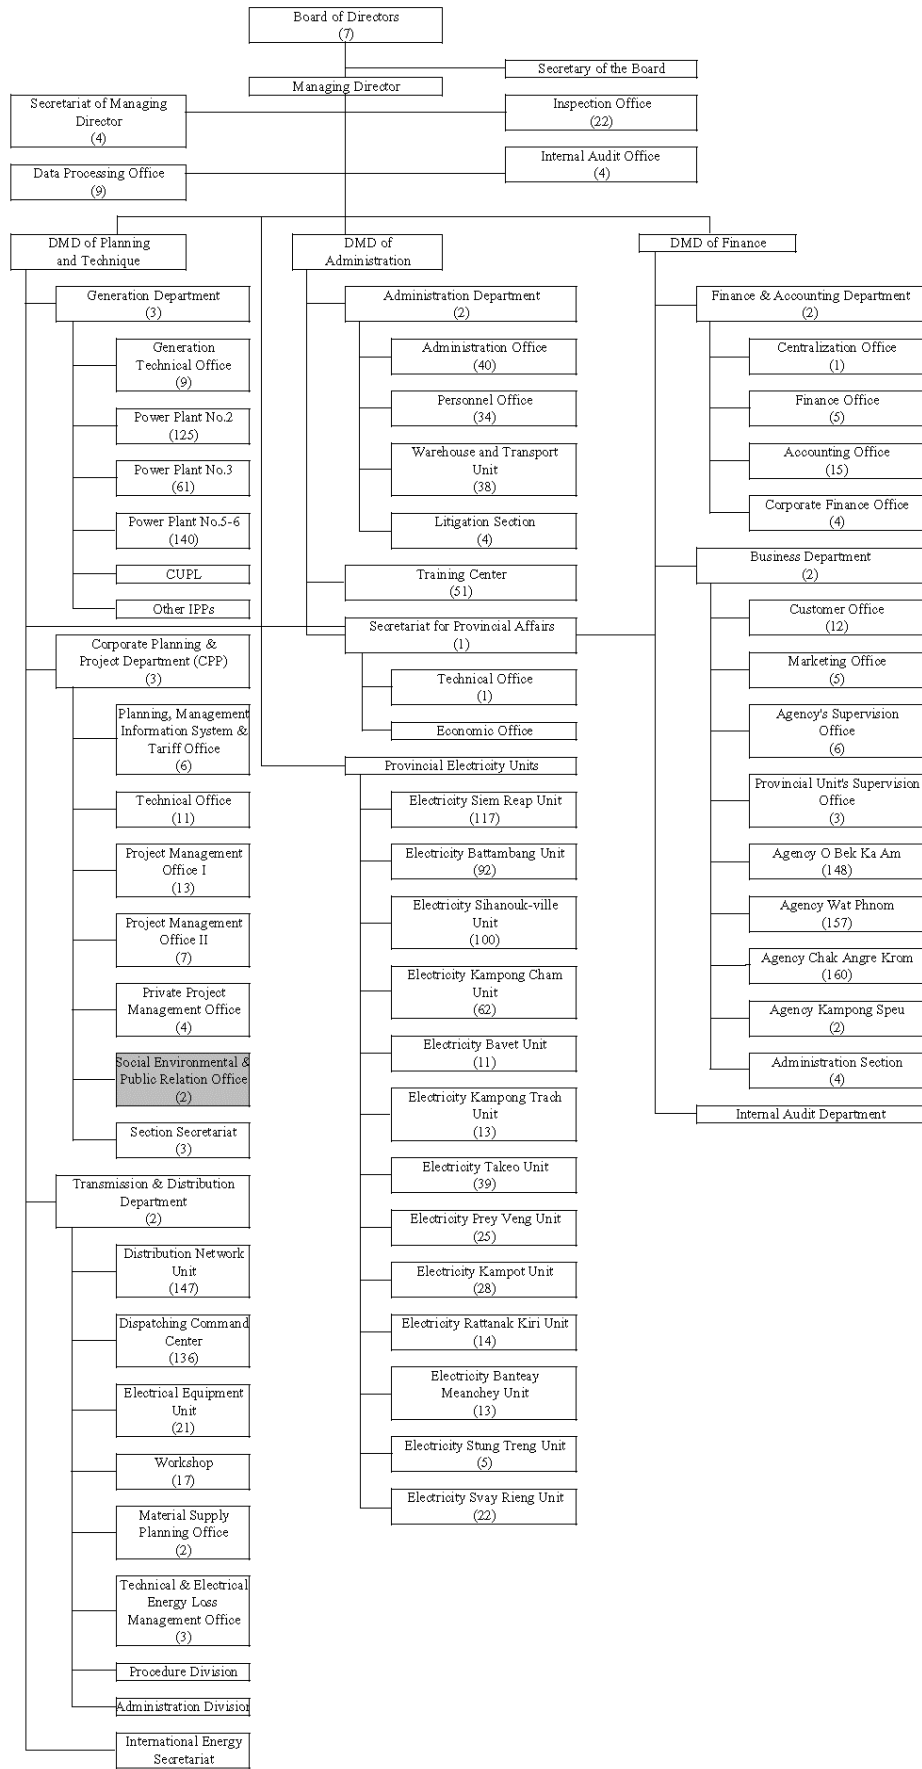 Board of Directors
(7)
Secretary of the Board
Managing Director
Secretariat of Managing
Director
(4)
Inspection Office
(22)
Data Processing Office
(9)
Internal Audit Office
(4)
DMD of Planning
and Technique
Generation Department
(3)
Generation
Technical Office
(9)
Power Plant No.2
(125)
Power Plant No.3
(61)
Power Plant No.5-6
(140)
CUPL
Other IPPs
Corporate Planning &
Project Department (CPP)
(3)
Planning, Management
Information System &
Tariff Office
(6)
Technical Office
(11)
Project Management
Office I
(13)
Project Management
Office II
(7)
Private Project
Management Office
(4)
Social Environmental &
Public Relation Office
(2)
Section Secretariat
(3)
Transmission & Distribution
Department
(2)
Distribution Network
Unit
(147)
Dispatching Command
Center
(136)
Electrical Equipment
Unit
(21)
Workshop
(17)
Material Supply
Planning Office
(2)
Technical & Electrical
Energy Loss
Management Office
(3)
Procedure Division
Administration Division
International Energy
Secretariat
DMD of
Administration
Administration Department
(2)
Administration Office
(40)
Personnel Office
(34)
Warehouse and Transport
Unit
(38)
Litigation Section
(4)
Training Center
(51)
Secretariat for Provincial Affairs
(1)
Technical Office
(1)
Economic Office
Provincial Electricity Units
Electricity Siem Reap Unit
(117)
Electricity Battambang Unit
(92)
Electricity Sihanouk-ville
Unit
(100)
Electricity Kampong Cham
Unit
(62)
Electricity Bavet Unit
(11)
Electricity Kampong Trach
Unit
(13)
Electricity Takeo Unit
(39)
Electricity Prey Veng Unit
(25)
Electricity Kampot Unit
(28)
Electricity Rattanak Kiri Unit
(14)
Electricity Banteay
Meanchey Unit
(13)
Electricity Stung Treng Unit
(5)
Electricity Svay Rieng Unit
(22)
DMD of Finance
Finance & Accounting Department
(2)
Centralization Office
(1)
Finance Office
(5)
Accounting Office
(15)
Corporate Finance Office
(4)
Business Department
(2)
Customer Office
(12)
Marketing Office
(5)
Agency's Supervision
Office
(6)
Provincial Unit's Supervision
Office
(3)
Agency O Bek Ka Am
(148)
Agency Wat Phnom
(157)
Agency Chak Angre Krom
(160)
Agency Kampong Speu
(2)
Administration Section
(4)
Internal Audit Department